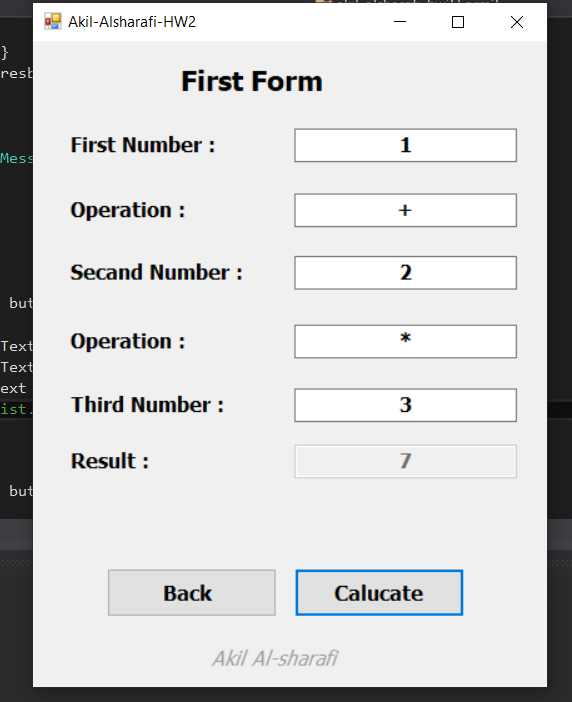 Akil-Alsharafi-HW2
}
resb
First Form
First Number : 1
Mess
Operation : +
Secand Number : 2
but
Operation : *
Text
Text
ext
Third Number : 3
ist.
Result : 7
but
Back Calucate
Akil Al-sharafi